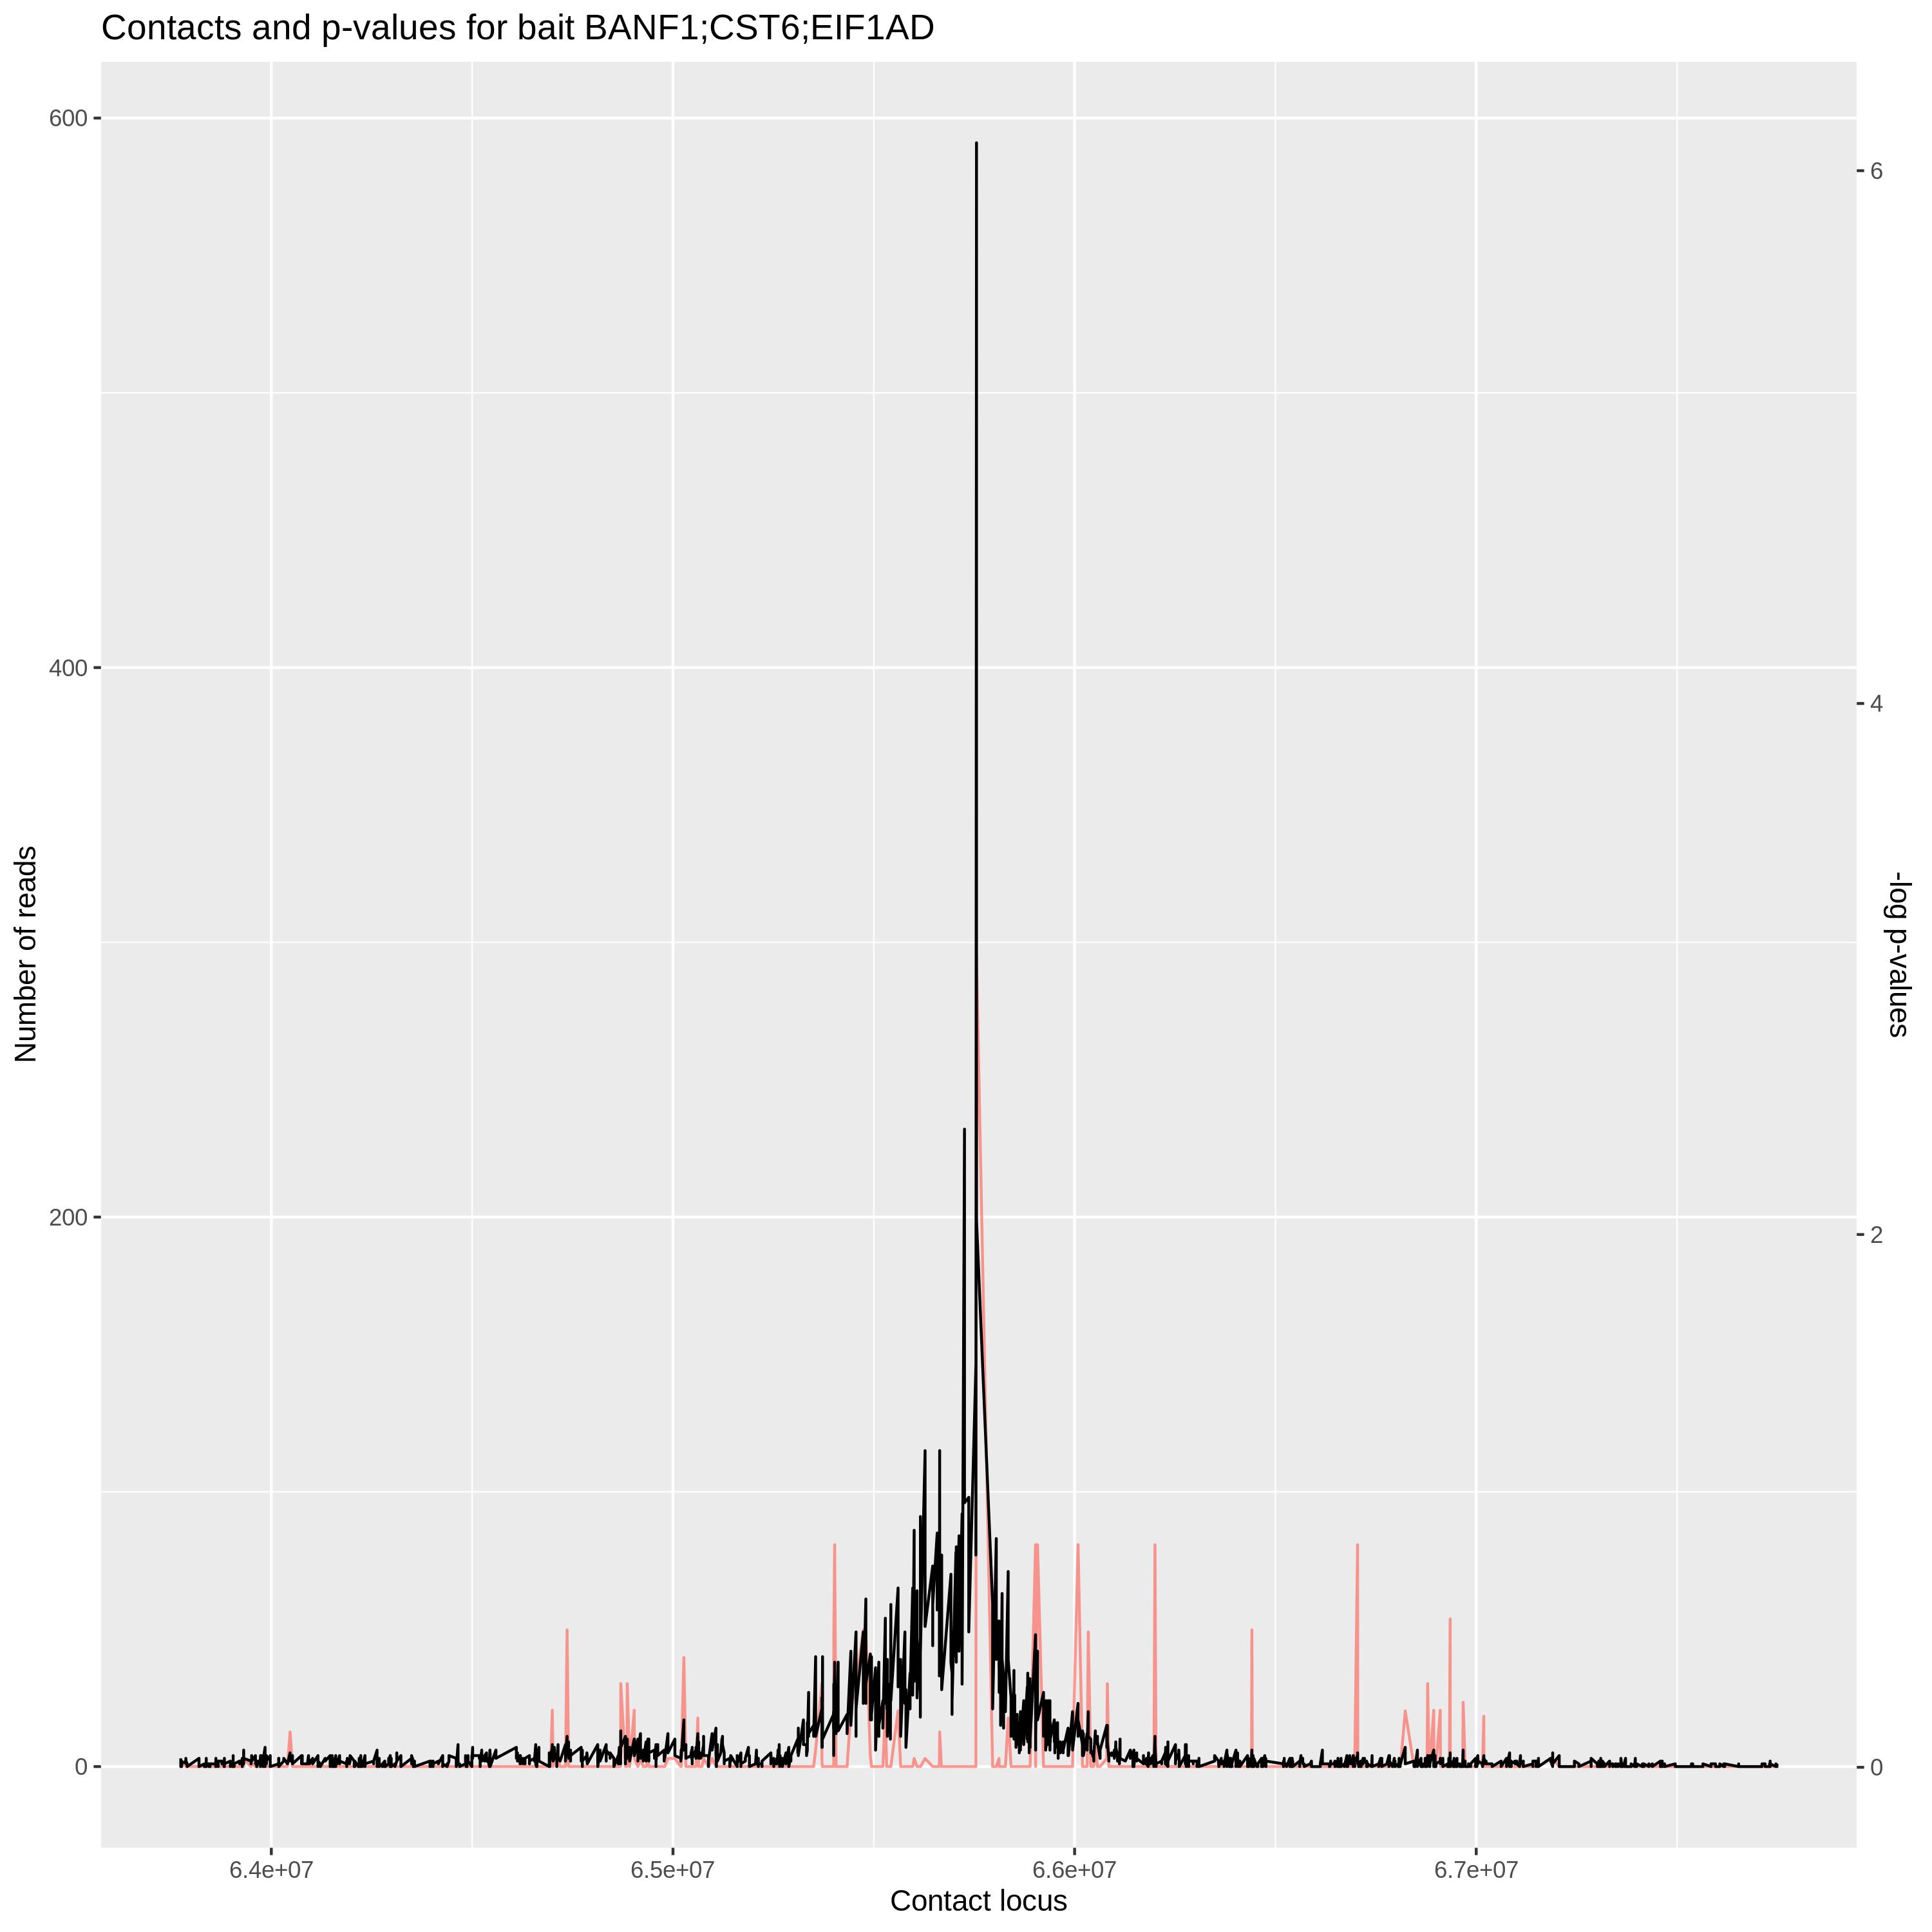 Contacts and p-values for bait BANF1;CST6;EIF1AD
600
400
200
0
Number of reads
6
4
2
0
-log p-values
6.4e+07
6.5e+07
6.6e+07
6.7e+07
Contact locus